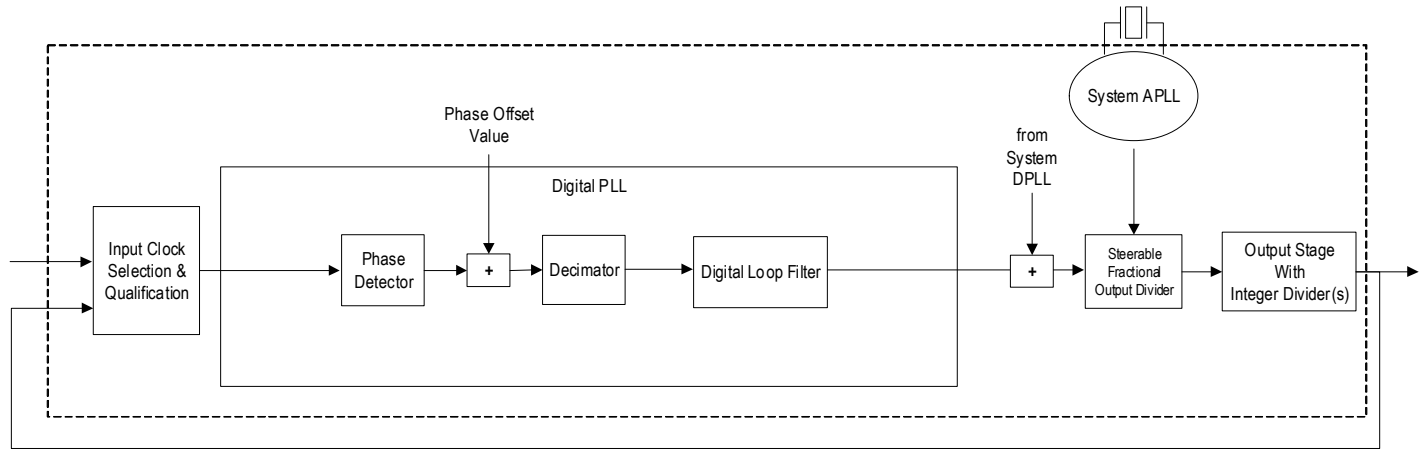 System APLL
Phase Offset
Value
from
System
DPLL
Digital PLL
Input Clock
Selection &
Qualification
Phase
Detector
+
Decimator
Digital Loop Filter
+
Steerable
Fractional
Output Divider
Output Stage
With
Integer Divider(s)